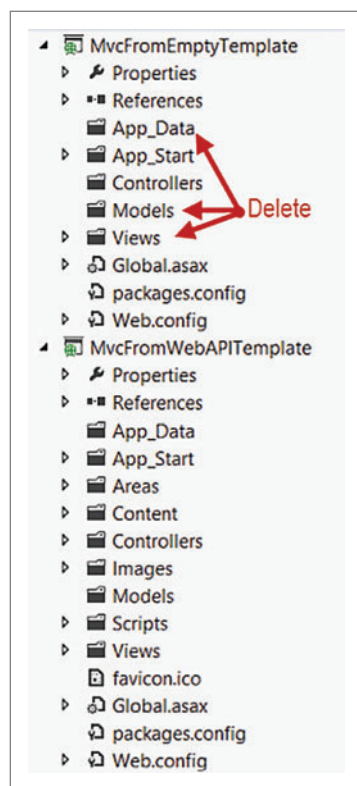 MvcFromEmptyTemplate
Properties
References
App_Data
App_Start
Controllers
Models Delete
Views
Global.asax
packages.config
Web.config
MvcFromWebAPITemplate
Properties
References
App_Data
App_Start
Areas
Content
Controllers
Images
Models
Scripts
Views
favicon.ico
Global.asax
packages.config
Web.config